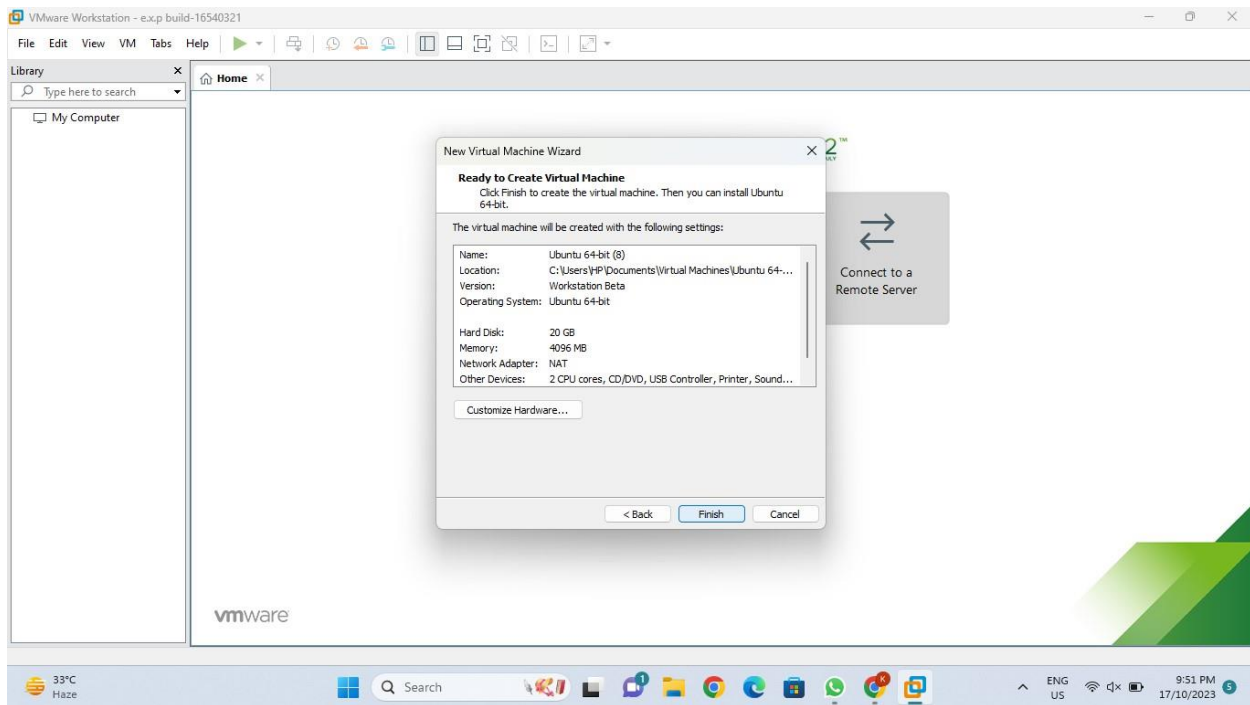 VMware Workstation - e.x.p build-16540321
File Edit View VM Tabs Help
Library
Home
Type here to search
My Computer
2™
New Virtual Machine Wizard
Ready to Create Virtual Machine
Click Finish to create the virtual machine. Then you can install Ubuntu
64-bit.
The virtual machine will be created with the following settings:
Name: Ubuntu 64-bit (8)
Location: C:\Users\HP\Documents\Virtual Machines\Ubuntu 64-...
Version: Workstation Beta
Operating System: Ubuntu 64-bit
Hard Disk: 20 GB
Memory: 4096 MB
Network Adapter: NAT
Other Devices: 2 CPU cores, CD/DVD, USB Controller, Printer, Sound...
Customize Hardware...
< Back Finish Cancel
Connect to a
Remote Server
vmware
33°C
Haze
Search
1
K
ENG
US
9:51 PM
17/10/2023
5